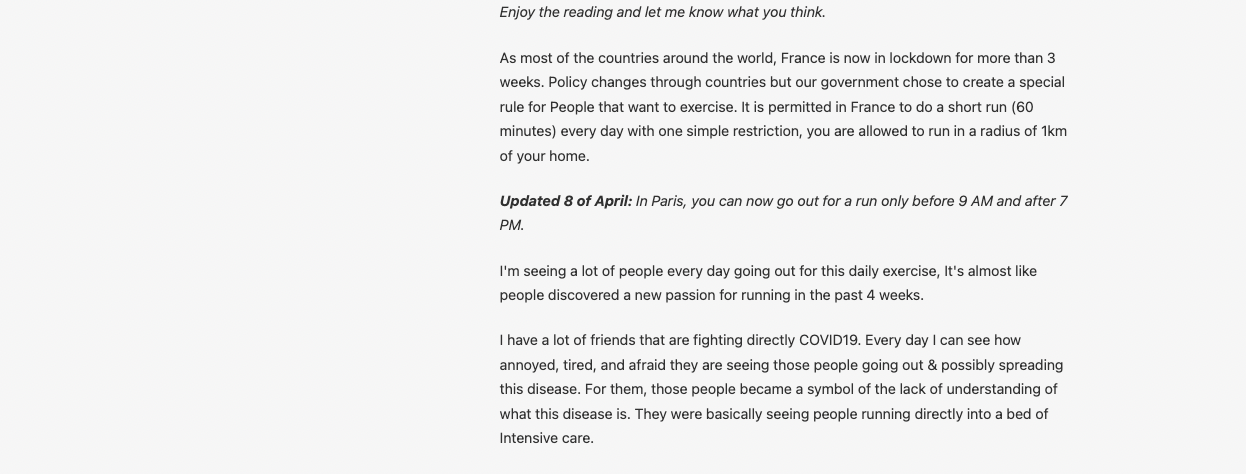 Enjoy the reading and let me know what you think.
As most of the countries around the world, France is now in lockdown for more than 3
weeks. Policy changes through countries but our government chose to create a special
rule for People that want to exercise. It is permitted in France to do a short run (60
minutes) every day with one simple restriction, you are allowed to run in a radius of 1km
of your home.
Updated 8 of April: In Paris, you can now go out for a run only before 9 AM and after 7
PM.
I'm seeing a lot of people every day going out for this daily exercise, It's almost like
people discovered a new passion for running in the past 4 weeks.
I have a lot of friends that are fighting directly COVID19. Every day I can see how
annoyed, tired, and afraid they are seeing those people going out & possibly spreading
this disease. For them, those people became a symbol of the lack of understanding of
what this disease is. They were basically seeing people running directly into a bed of
Intensive care.